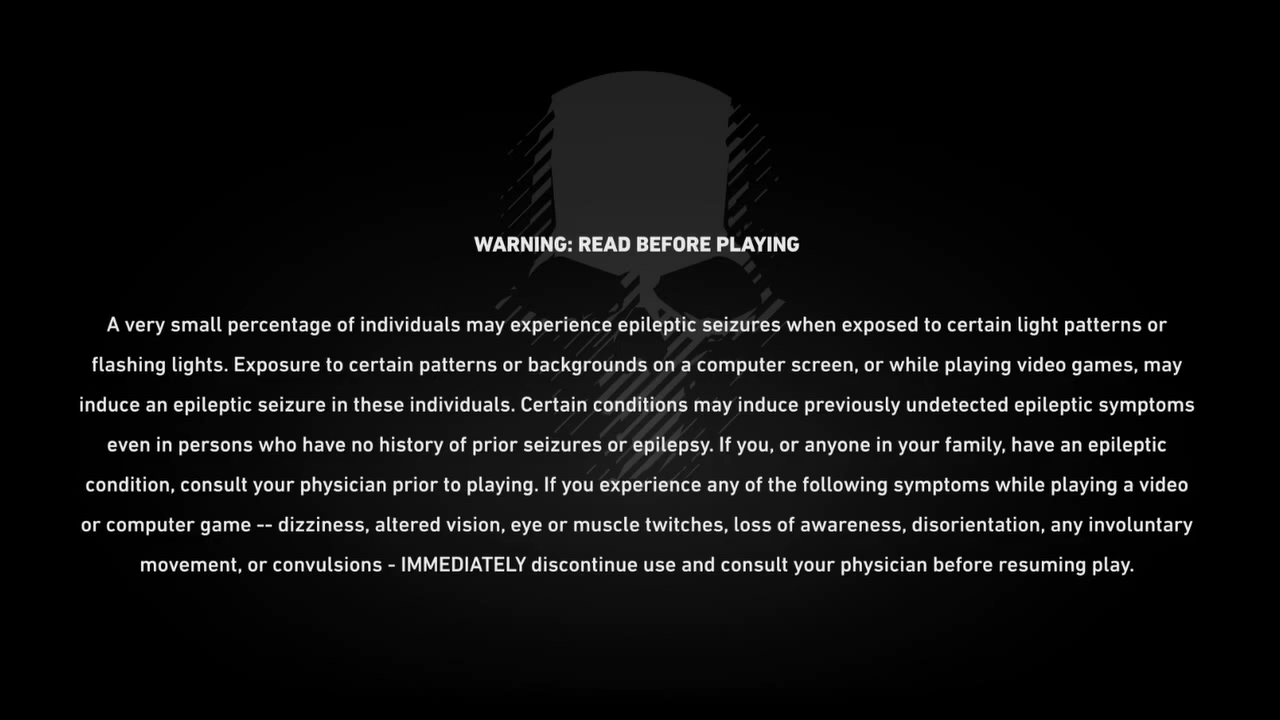 WARNING: READ BEFORE PLAYING
A very small percentage of individuals may experience epileptic seizures when exposed to certain light patterns or
flashing lights. Exposure to certain patterns or backgrounds on a computer screen, or while playing video games, may
induce an epileptic seizure in these individuals. Certain conditions may induce previously undetected epileptic symptoms
even in persons who have no history of prior seizures or epilepsy. If you, or anyone in your family, have an epileptic
condition, consult your physician prior to playing. If you experience any of the following symptoms while playing a video
or computer game -- dizziness, altered vision, eye or muscle twitches, loss of awareness, disorientation, any involuntary
movement, or convulsions - IMMEDIATELY discontinue use and consult your physician before resuming play.